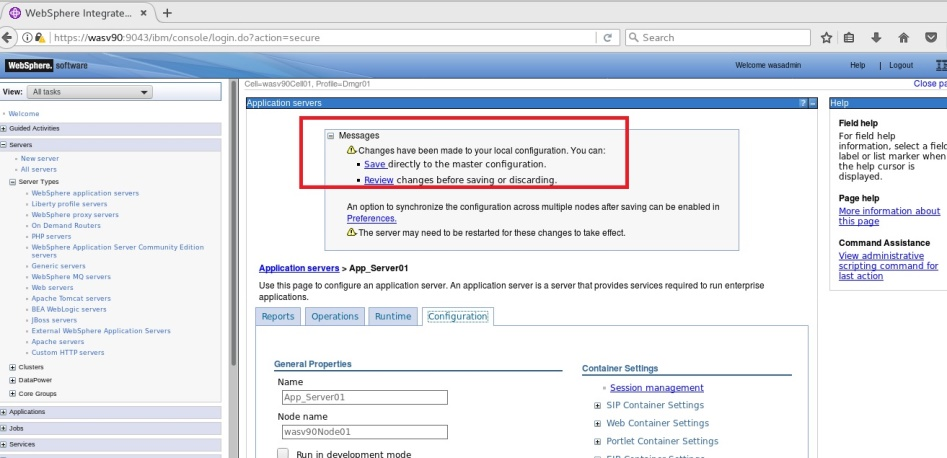 WebSphere Integrate...
https://wasv90:9043/ibm/console/login.do?action=secure
Search
WebSphere. software
Welcome wasadmin
Help
Logout
View: All tasks
Welcome
Guided Activities
Servers
New server
All servers
Server Types
WebSphere application servers
Liberty profile servers
WebSphere proxy servers
On Demand Routers
PHP servers
WebSphere Application Server Community Edition
servers
Generic servers
WebSphere MQ servers
Web servers
Apache Tomcat servers
BEA WebLogic servers
JBoss servers
External WebSphere Application Servers
Apache servers
Custom HTTP servers
Clusters
DataPower
Core Groups
Applications
Jobs
Services
Cell=wasv90Cell01, Profile=Dmgr01
Close pa
Application servers
Messages
Changes have been made to your local configuration. You can:
Save directly to the master configuration.
Review changes before saving or discarding.
An option to synchronize the configuration across multiple nodes after saving can be enabled in
Preferences.
The server may need to be restarted for these changes to take effect.
Application servers > App_Server01
Use this page to configure an application server. An application server is a server that provides services required to run enterprise
applications.
Reports
Operations
Runtime
Configuration
General Properties
Name
App_Server01
Node name
wasv90Node01
Run in development mode
Container Settings
Session management
SIP Container Settings
Web Container Settings
Portlet Container Settings
Help
Field help
For field help
information, select a field
label or list marker when
the help cursor is
displayed.
Page help
More information about
this page
Command Assistance
View administrative
scripting command for
last action